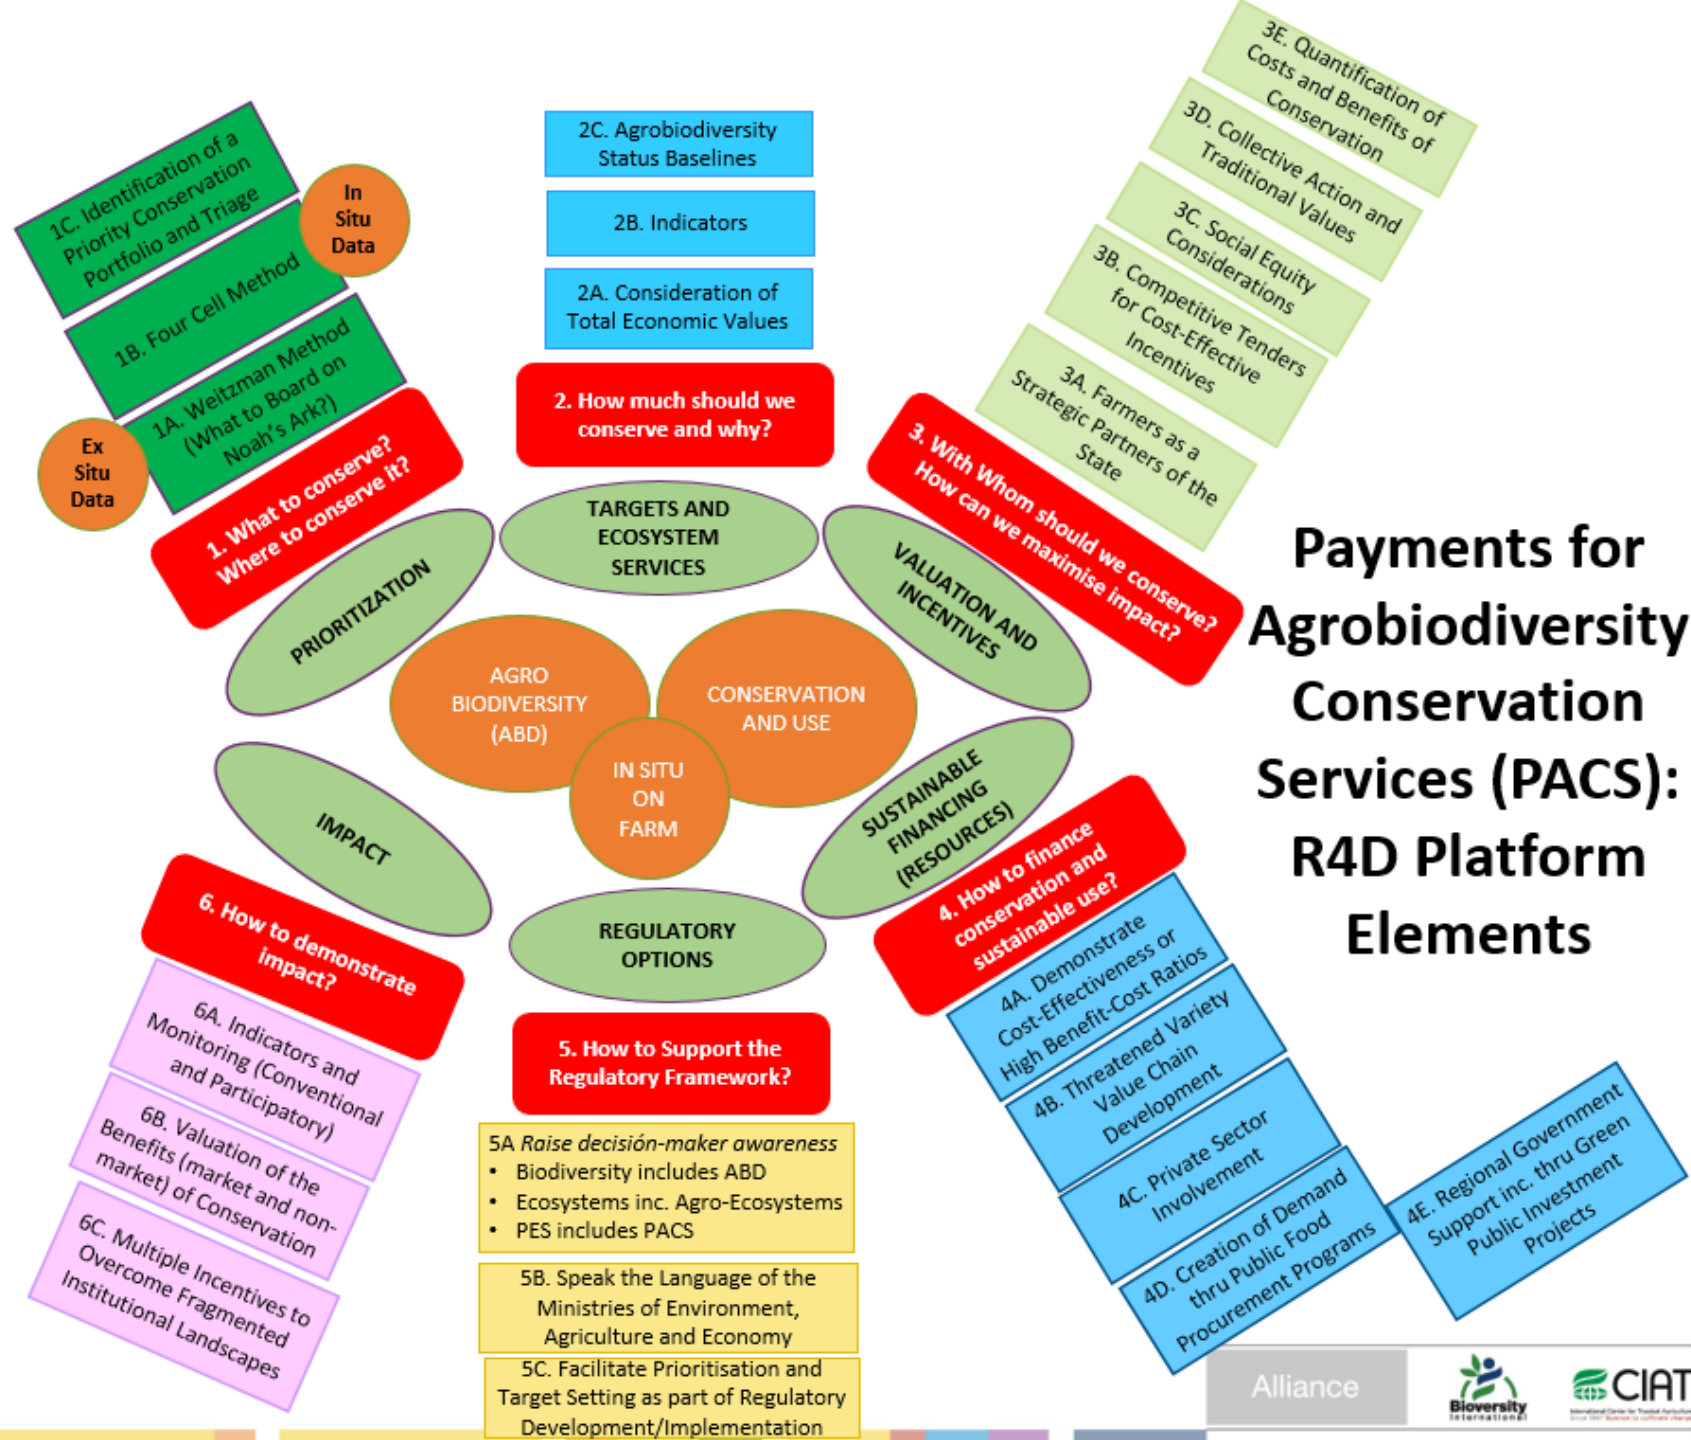 1C. Identification of a
Priority Conservation
Portfolio and Triage
In
Situ
Data
1B. Four Cell Method
1A. Weitzman Method
(What to Board on
Noah's Ark?)
Ex
Situ
Data
1. What to conserve?
Where to conserve it?
PRIORITIZATION
2C. Agrobiodiversity
Status Baselines
2B. Indicators
2A. Consideration of
Total Economic Values
2. How much should we
conserve and why?
TARGETS AND
ECOSYSTEM
SERVICES
3E. Quantification of
Costs and Benefits of
Conservation
3D. Collective Action and
Traditional Values
3C. Social Equity
Considerations
3B. Competitive Tenders
for Cost-Effective
Incentives
3A. Farmers as a
Strategic Partners of the
State
3. With Whom should we conserve?
How can we maximise impact?
VALUATION AND
INCENTIVES
Payments for
Agrobiodiversity
Conservation
Services (PACS):
R4D Platform
Elements
AGRO
BIODIVERSITY
(ABD)
CONSERVATION
AND USE
IN SITU
ON
FARM
SUSTAINABLE
FINANCING
(RESOURCES)
4. How to finance
conservation and
sustainable use?
4A. Demonstrate
Cost-Effectiveness or
High Benefit-Cost Ratios
4B. Threatened Variety
Value Chain
Development
4C. Private Sector
Involvement
4D. Creation of Demand
thru Public Food
Procurement Programs
4E. Regional Government
Support inc. thru Green
Public Investment
Projects
REGULATORY
OPTIONS
5. How to Support the
Regulatory Framework?
5A Raise decisión-maker awareness
• Biodiversity includes ABD
• Ecosystems inc. Agro-Ecosystems
• PES includes PACS
5B. Speak the Language of the
Ministries of Environment,
Agriculture and Economy
5C. Facilitate Prioritisation and
Target Setting as part of Regulatory
Development/Implementation
IMPACT
6. How to demonstrate
impact?
6A. Indicators and
Monitoring (Conventional
and Participatory)
6B. Valuation of the
Benefits (market and non-
market) of Conservation
6C. Multiple Incentives to
Overcome Fragmented
Institutional Landscapes
Alliance
Bioversity
International
CIAT